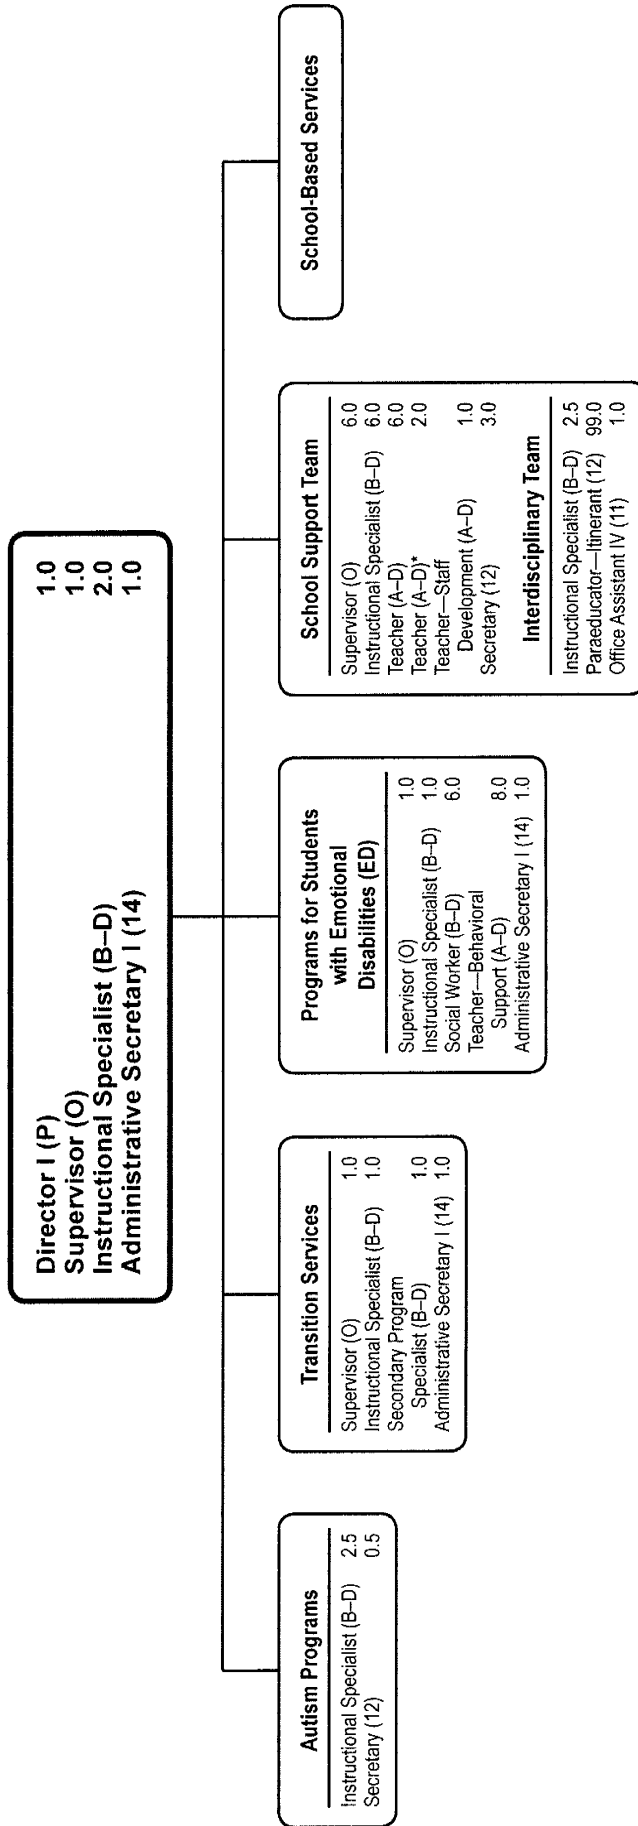 Director I (P) 1.0
Supervisor (O) 1.0
Instructional Specialist (B–D) 2.0
Administrative Secretary I (14) 1.0
Autism Programs
Instructional Specialist (B–D) 2.5
Secretary (12) 0.5
Transition Services
Supervisor (O) 1.0
Instructional Specialist (B–D) 1.0
Secondary Program
Specialist (B–D) 1.0
Administrative Secretary I (14) 1.0
Programs for Students
with Emotional
Disabilities (ED)
Supervisor (O) 1.0
Instructional Specialist (B–D) 1.0
Social Worker (B–D) 6.0
Teacher—Behavioral
Support (A–D) 8.0
Administrative Secretary I (14) 1.0
School Support Team
Supervisor (O) 6.0
Instructional Specialist (B–D) 6.0
Teacher (A–D) 6.0
Teacher (A–D)* 2.0
Teacher—Staff
Development (A–D) 1.0
Secretary (12) 3.0
Interdisciplinary Team
Instructional Specialist (B–D) 2.5
Paraeducator—Itinerant (12) 99.0
Office Assistant IV (11) 1.0
School-Based Services